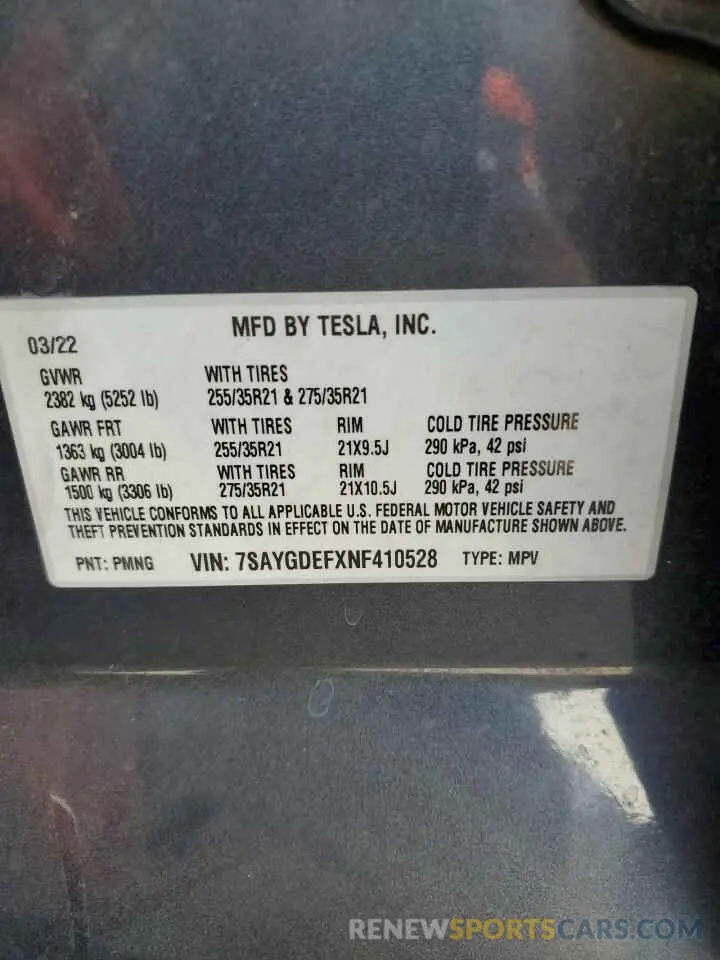 MFD BY TESLA, INC.
03/22
GVWR WITH TIRES
2382 kg (5252 lb) 255/35R21 & 275/35R21
GAWR FRT WITH TIRES RIM COLD TIRE PRESSURE
1363 kg (3004 lb) 255/35R21 21X9.5J 290 kPa, 42 psi
GAWR RR WITH TIRES RIM COLD TIRE PRESSURE
1500 kg (3306 lb) 275/35R21 21X10.5J 290 kPa, 42 psi
THIS VEHICLE CONFORMS TO ALL APPLICABLE U.S. FEDERAL MOTOR VEHICLE SAFETY AND
THEFT PREVENTION STANDARDS IN EFFECT ON THE DATE OF MANUFACTURE SHOWN ABOVE.
PNT: PMNG VIN: 7SAYGDEFXNF410528 TYPE: MPV
RENEWSPORTSCARS.COM